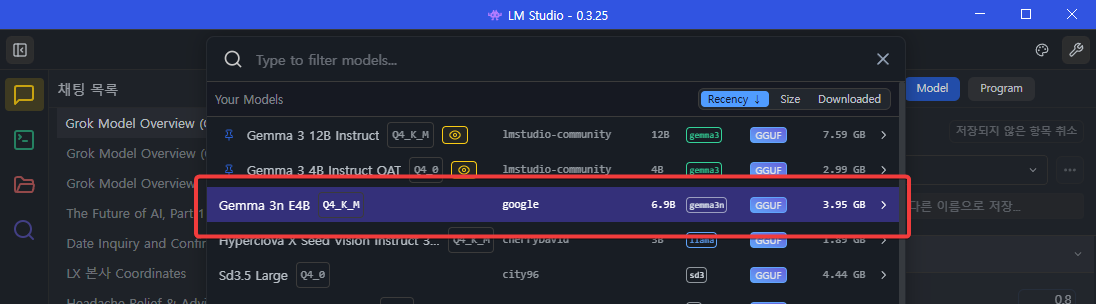 LM Studio - 0.3.25
Type to filter models...
채팅 목록
Your Models
Recency ↓ Size Downloaded
Model Program
Grok Model Overview (
Gemma 3 12B Instruct Q4_K_M lmstudio-community 12B gemma3 GGUF 7.59 GB
저장되지 않은 항목 취소
Grok Model Overview (
Gemma 3 4B Instruct QAT Q4_0 lmstudio-community 4B gemma3 GGUF 2.99 GB
Grok Model Overview
Gemma 3n E4B Q4_K_M google 6.9B gemma3n GGUF 3.95 GB
다른 이름으로 저장...
The Future of AI, Part 1
Date Inquiry and Confir
Hyperclova X Seed Vision Instruct 3... Q4_K_M cherryDavid 3B llama GGUF 1.89 GB
LX 본사 Coordinates
Sd3.5 Large Q4_0 city96 sd3 GGUF 4.44 GB
Headache Relief & Advi
0.8